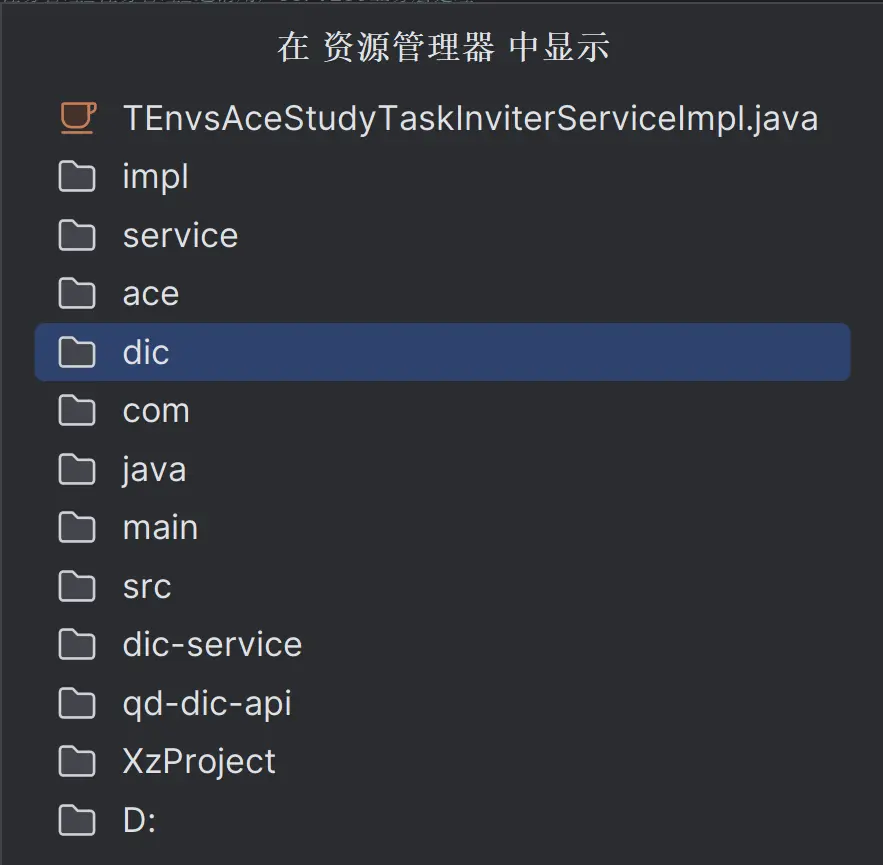 在 资源管理器 中显示
TEnvsAceStudyTaskInviterServiceImpl.java
impl
service
ace
dic
com
java
main
src
dic-service
qd-dic-api
XzProject
D: